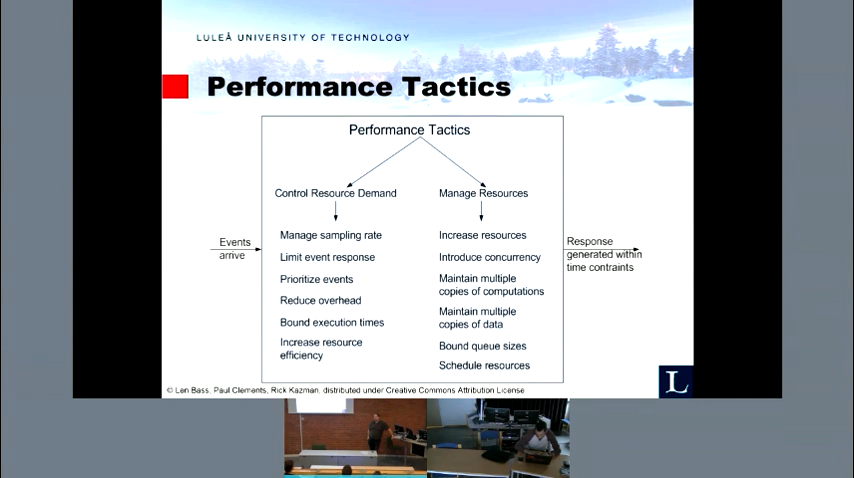 LULEÅ UNIVERSITY OF TECHNOLOGY
Performance Tactics
Performance Tactics
Control Resource Demand
Manage sampling rate
Limit event response
Prioritize events
Reduce overhead
Bound execution times
Increase resource
efficiency
Manage Resources
Increase resources
Introduce concurrency
Maintain multiple
copies of computations
Maintain multiple
copies of data
Bound queue sizes
Schedule resources
Events
arrive
Response
generated within
time contraints
© Len Bass, Paul Clements, Rick Kazman, distributed under Creative Commons Attribution License
L